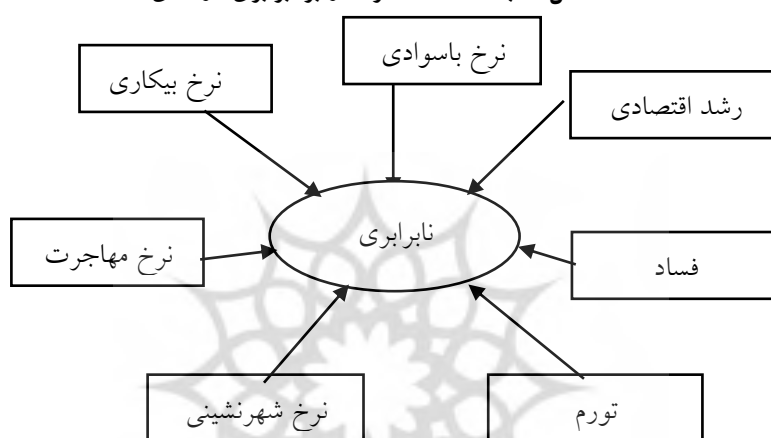 نرخ باسوادی
نرخ بیکاری
رشد اقتصادی
نابرابری
نرخ مهاجرت
فساد
نرخ شهرنشینی
تورم